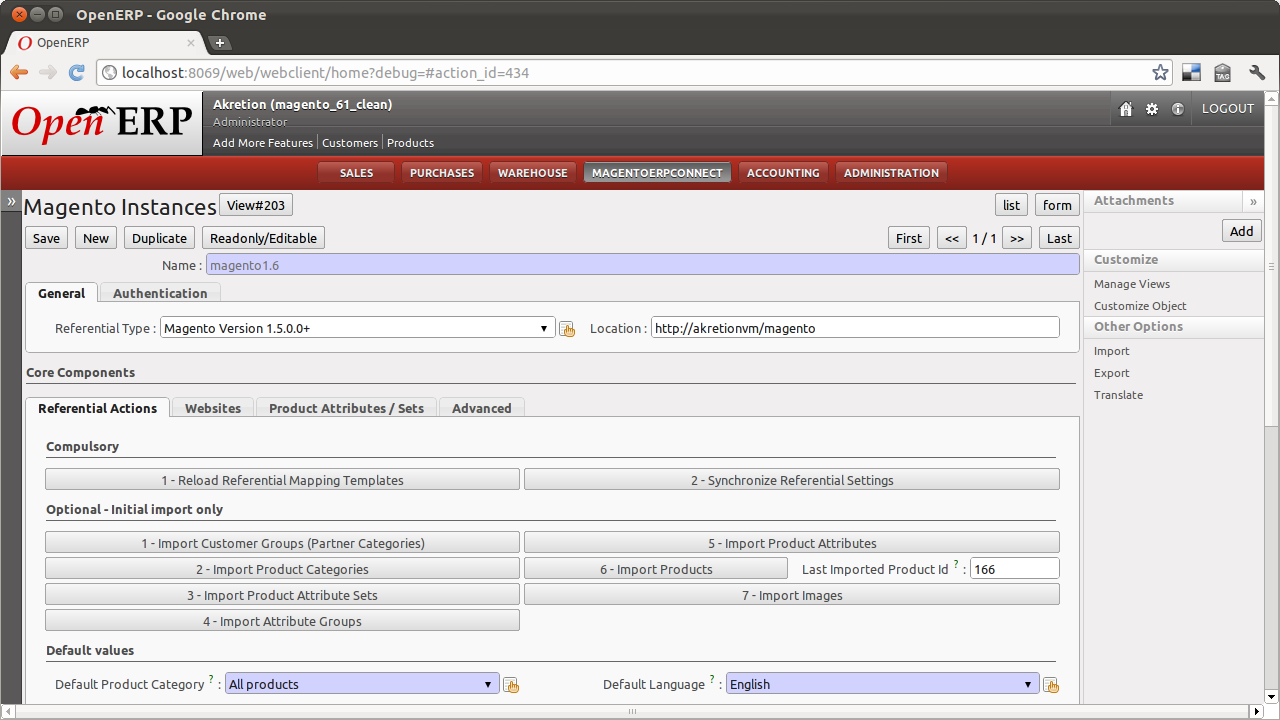 OpenERP - Google Chrome
OpenERP
localhost:8069/web/webclient/home?debug=#action_id=434
TAG
Open ERP
Akretion (magento_61_clean)
Administrator
Add More Features Customers Products
LOGOUT
SALES PURCHASES WAREHOUSE MAGENTOERPCONNECT ACCOUNTING ADMINISTRATION
» Magento Instances View#203 list form
Attachments »
Save New Duplicate Readonly/Editable First << 1 / 1 >> Last
Add
Name : magento1.6
Customize
Manage Views
Customize Object
Other Options
Import
Export
Translate
General Authentication
Referential Type : Magento Version 1.5.0.0+ Location : http://akretionvm/magento
Core Components
Referential Actions Websites Product Attributes / Sets Advanced
Compulsory
1 - Reload Referential Mapping Templates 2 - Synchronize Referential Settings
Optional - Initial import only
1 - Import Customer Groups (Partner Categories) 5 - Import Product Attributes
2 - Import Product Categories 6 - Import Products Last Imported Product Id ? : 166
3 - Import Product Attribute Sets 7 - Import Images
4 - Import Attribute Groups
Default values
Default Product Category ? : All products Default Language ? : English